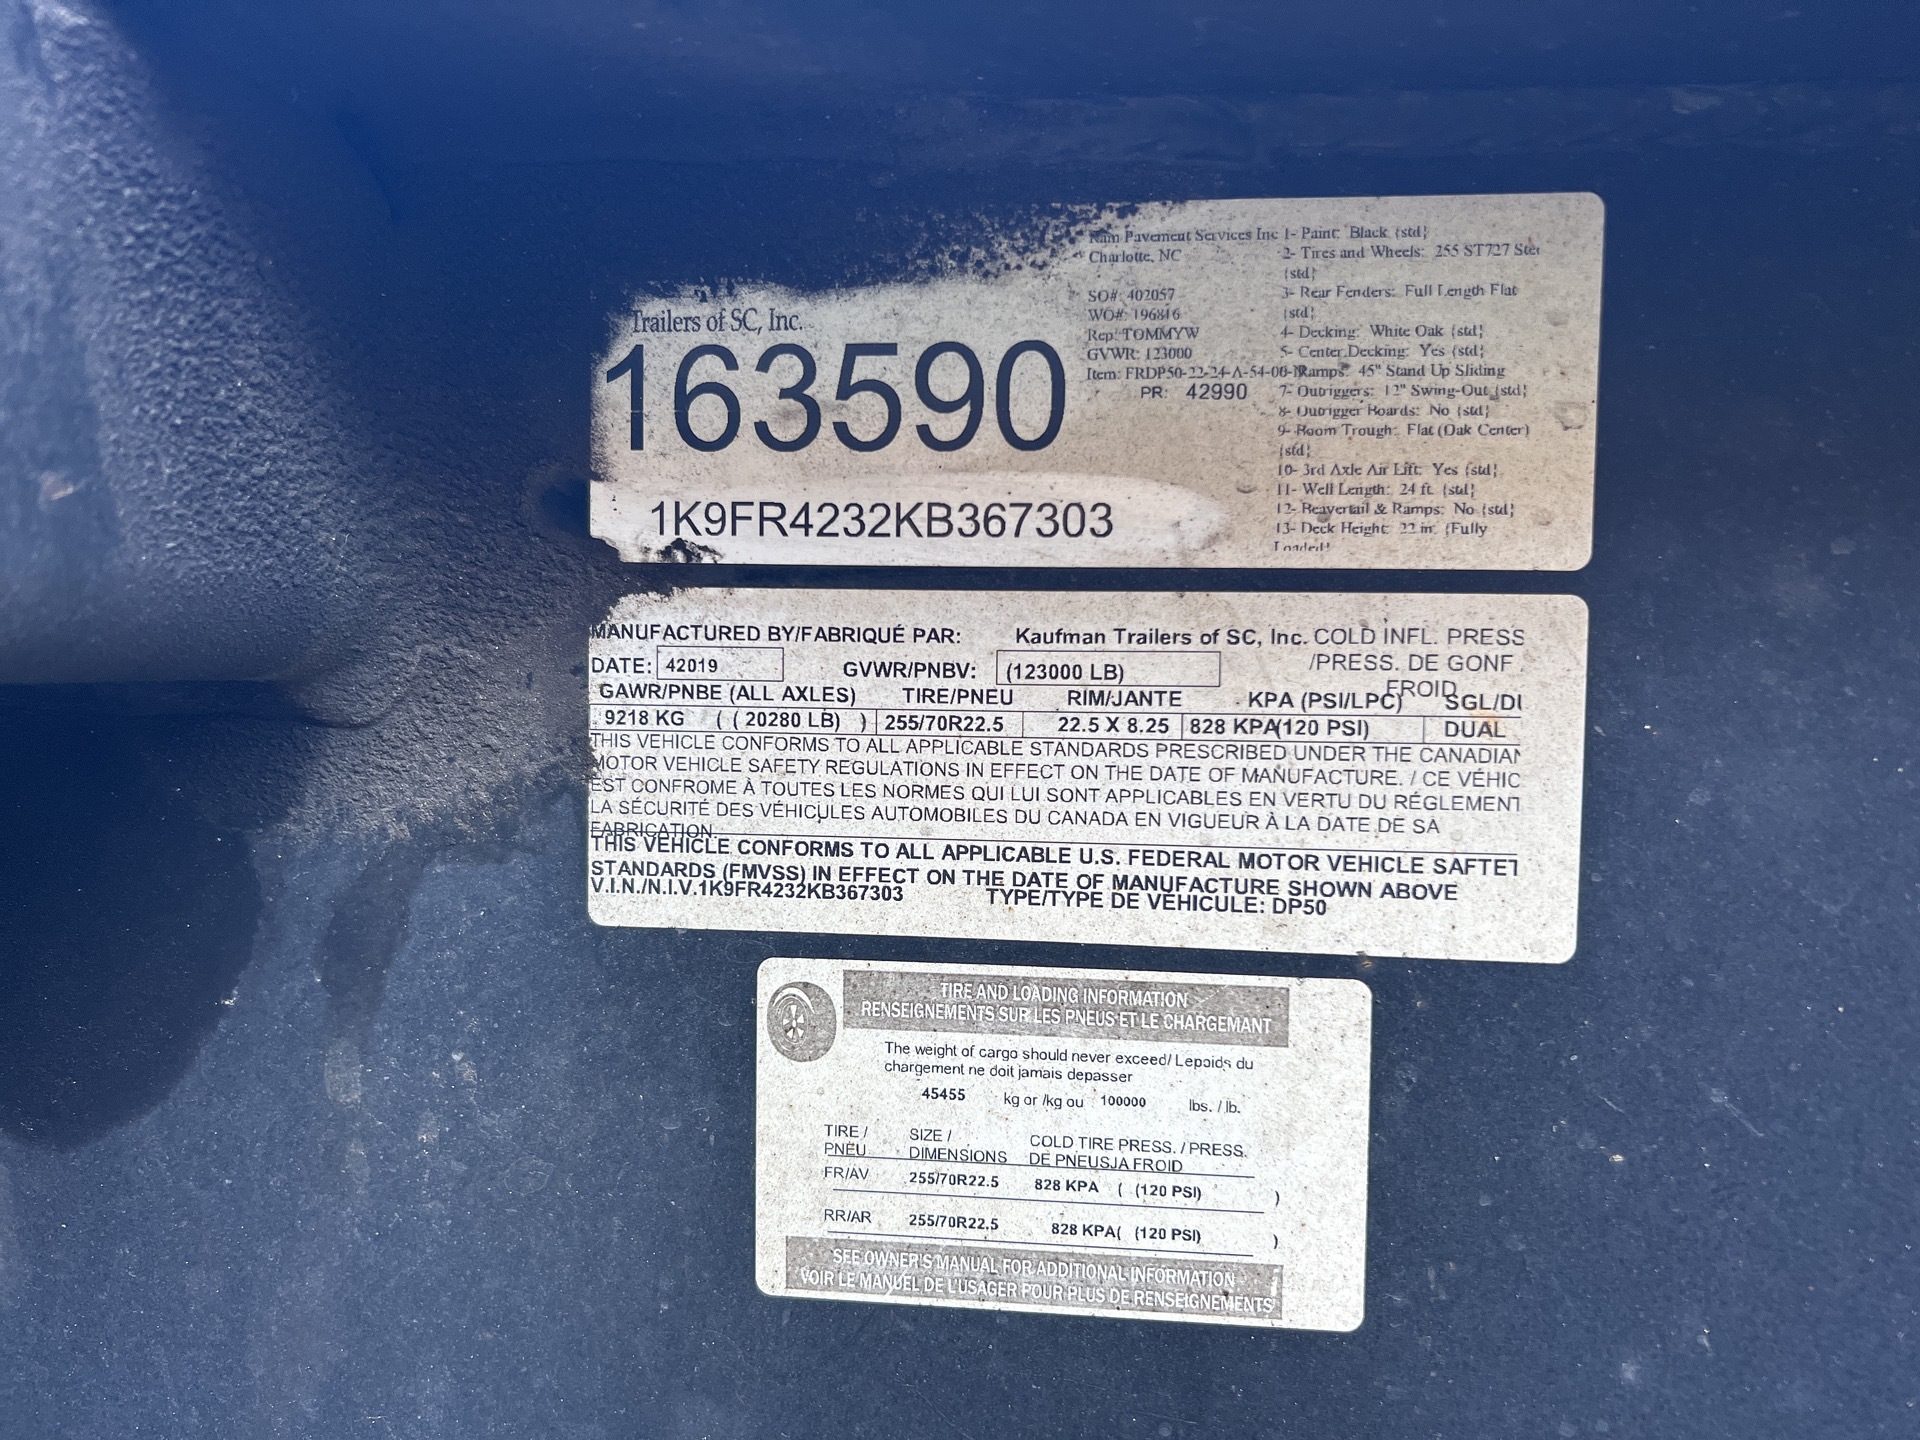 Trailers of SC, Inc.
163590
1K9FR4232KB367303
Pavement Services Inc
Charlotte, NC
SO#: 402057
WO#: 196816
Rep: TOMMYW
GVWR: 123000
Item: FRDP50-22-24-A-54-00-
PR: 42990
1- Paint: Black {std}
2- Tires and Wheels: 255 ST727 Stee
{std}
3- Rear Fenders: Full Length Flat
{std}
4- Decking: White Oak {std}
5- Center Decking: Yes {std}
Ramps: 45" Stand Up Sliding
7- Outriggers: 12" Swing-Out {std}
8- Outrigger Boards: No {std}
9- Boom Trough: Flat (Oak Center)
{std}
10- 3rd Axle Air Lift: Yes {std}
11- Well Length: 24 ft. {std}
12- Beavertail & Ramps: No {std}
13- Deck Height: 22 in. {Fully
Loaded}
MANUFACTURED BY/FABRIQUÉ PAR: Kaufman Trailers of SC, Inc. COLD INFL. PRESS
/PRESS. DE GONF.
DATE: 42019 GVWR/PNBV: (123000 LB)
FROID
GAWR/PNBE (ALL AXLES) TIRE/PNEU RIM/JANTE KPA (PSI/LPC) SGL/DU
9218 KG ( ( 20280 LB) ) 255/70R22.5 22.5 X 8.25 828 KPA(120 PSI) DUAL
THIS VEHICLE CONFORMS TO ALL APPLICABLE STANDARDS PRESCRIBED UNDER THE CANADIAN
MOTOR VEHICLE SAFETY REGULATIONS IN EFFECT ON THE DATE OF MANUFACTURE. / CE VÉHIC
EST CONFROME À TOUTES LES NORMES QUI LUI SONT APPLICABLES EN VERTU DU RÉGLEMENT
LA SÉCURITÉ DES VÉHICULES AUTOMOBILES DU CANADA EN VIGUEUR À LA DATE DE SA
FABRICATION.
THIS VEHICLE CONFORMS TO ALL APPLICABLE U.S. FEDERAL MOTOR VEHICLE SAFTET
STANDARDS (FMVSS) IN EFFECT ON THE DATE OF MANUFACTURE SHOWN ABOVE
V.I.N./N.I.V.1K9FR4232KB367303 TYPE/TYPE DE VÉHICULE: DP50
TIRE AND LOADING INFORMATION
RENSEIGNEMENTS SUR LES PNEUS ET LE CHARGEMANT
The weight of cargo should never exceed/ Lepoids du
chargement ne doit jamais depasser
45455 kg or /kg ou 100000 lbs. / lb.
TIRE / SIZE / COLD TIRE PRESS. / PRESS.
PNEU DIMENSIONS DE PNEUSJA FROID
FR/AV 255/70R22.5 828 KPA ( (120 PSI) )
RR/AR 255/70R22.5 828 KPA( (120 PSI) )
SEE OWNER'S MANUAL FOR ADDITIONAL INFORMATION
VOIR LE MANUEL DE L'USAGER POUR PLUS DE RENSEIGNEMENTS